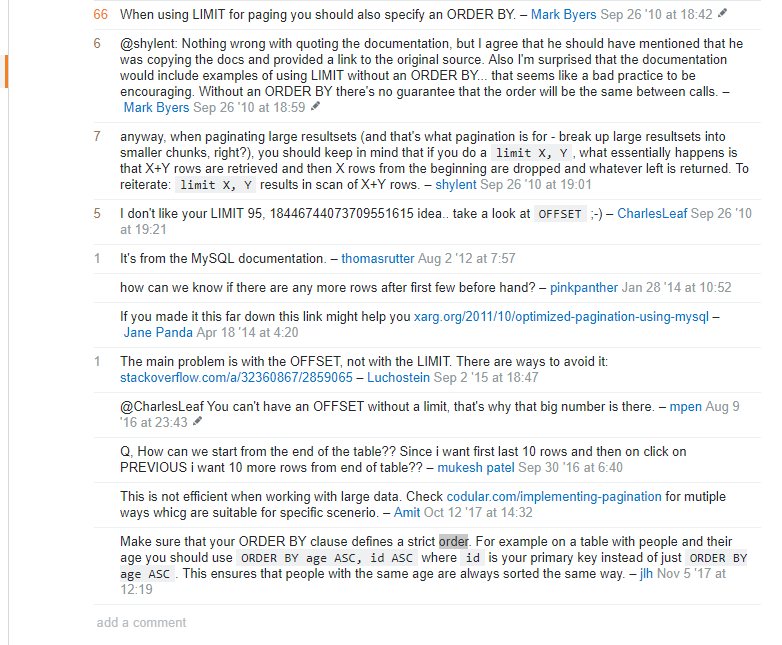 66 When using LIMIT for paging you should also specify an ORDER BY. – Mark Byers Sep 26 '10 at 18:42
6 @shylent: Nothing wrong with quoting the documentation, but I agree that he should have mentioned that he
was copying the docs and provided a link to the original source. Also I'm surprised that the documentation
would include examples of using LIMIT without an ORDER BY... that seems like a bad practice to be
encouraging. Without an ORDER BY there's no guarantee that the order will be the same between calls. –
Mark Byers Sep 26 '10 at 18:59
7 anyway, when paginating large resultsets (and that's what pagination is for - break up large resultsets into
smaller chunks, right?), you should keep in mind that if you do a limit X, Y, what essentially happens is
that X+Y rows are retrieved and then X rows from the beginning are dropped and whatever left is returned. To
reiterate: limit X, Y results in scan of X+Y rows. – shylent Sep 26 '10 at 19:01
5 I don't like your LIMIT 95, 18446744073709551615 idea.. take a look at OFFSET ;-) – CharlesLeaf Sep 26 '10
at 19:21
1 It's from the MySQL documentation. – thomasrutter Aug 2 '12 at 7:57
how can we know if there are any more rows after first few before hand? – pinkpanther Jan 28 '14 at 10:52
If you made it this far down this link might help you xarg.org/2011/10/optimized-pagination-using-mysql –
Jane Panda Apr 18 '14 at 4:20
1 The main problem is with the OFFSET, not with the LIMIT. There are ways to avoid it:
stackoverflow.com/a/32360867/2859065 – Luchostein Sep 2 '15 at 18:47
@CharlesLeaf You can't have an OFFSET without a limit, that's why that big number is there. – mpen Aug 9
'16 at 23:43
Q, How can we start from the end of the table?? Since i want first last 10 rows and then on click on
PREVIOUS i want 10 more rows from end of table?? – mukesh patel Sep 30 '16 at 6:40
This is not efficient when working with large data. Check codular.com/implementing-pagination for mutiple
ways whicg are suitable for specific scenerio. – Amit Oct 12 '17 at 14:32
Make sure that your ORDER BY clause defines a strict order. For example on a table with people and their
age you should use ORDER BY age ASC, id ASC where id is your primary key instead of just ORDER BY
age ASC. This ensures that people with the same age are always sorted the same way. – jlh Nov 5 '17 at
12:19
add a comment